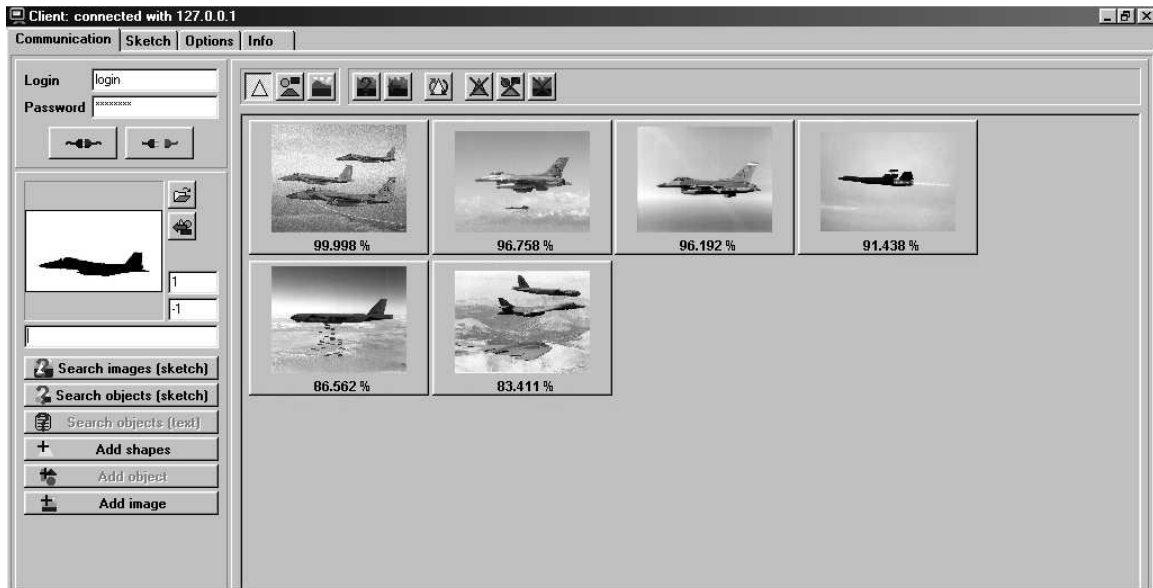 Client: connected with 127.0.0.1
Communication Sketch Options Info
Login login
Password ********
1
-1
Search images (sketch)
Search objects (sketch)
Search objects (text)
Add shapes
Add object
Add image
99.998 % 96.758 % 96.192 % 91.438 %
86.562 % 83.411 %